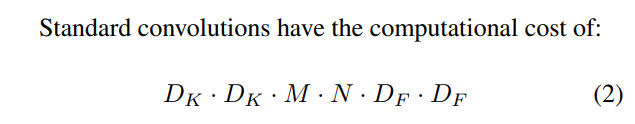 Standard convolutions have the computational cost of:
D_K · D_K · M · N · D_F · D_F (2)